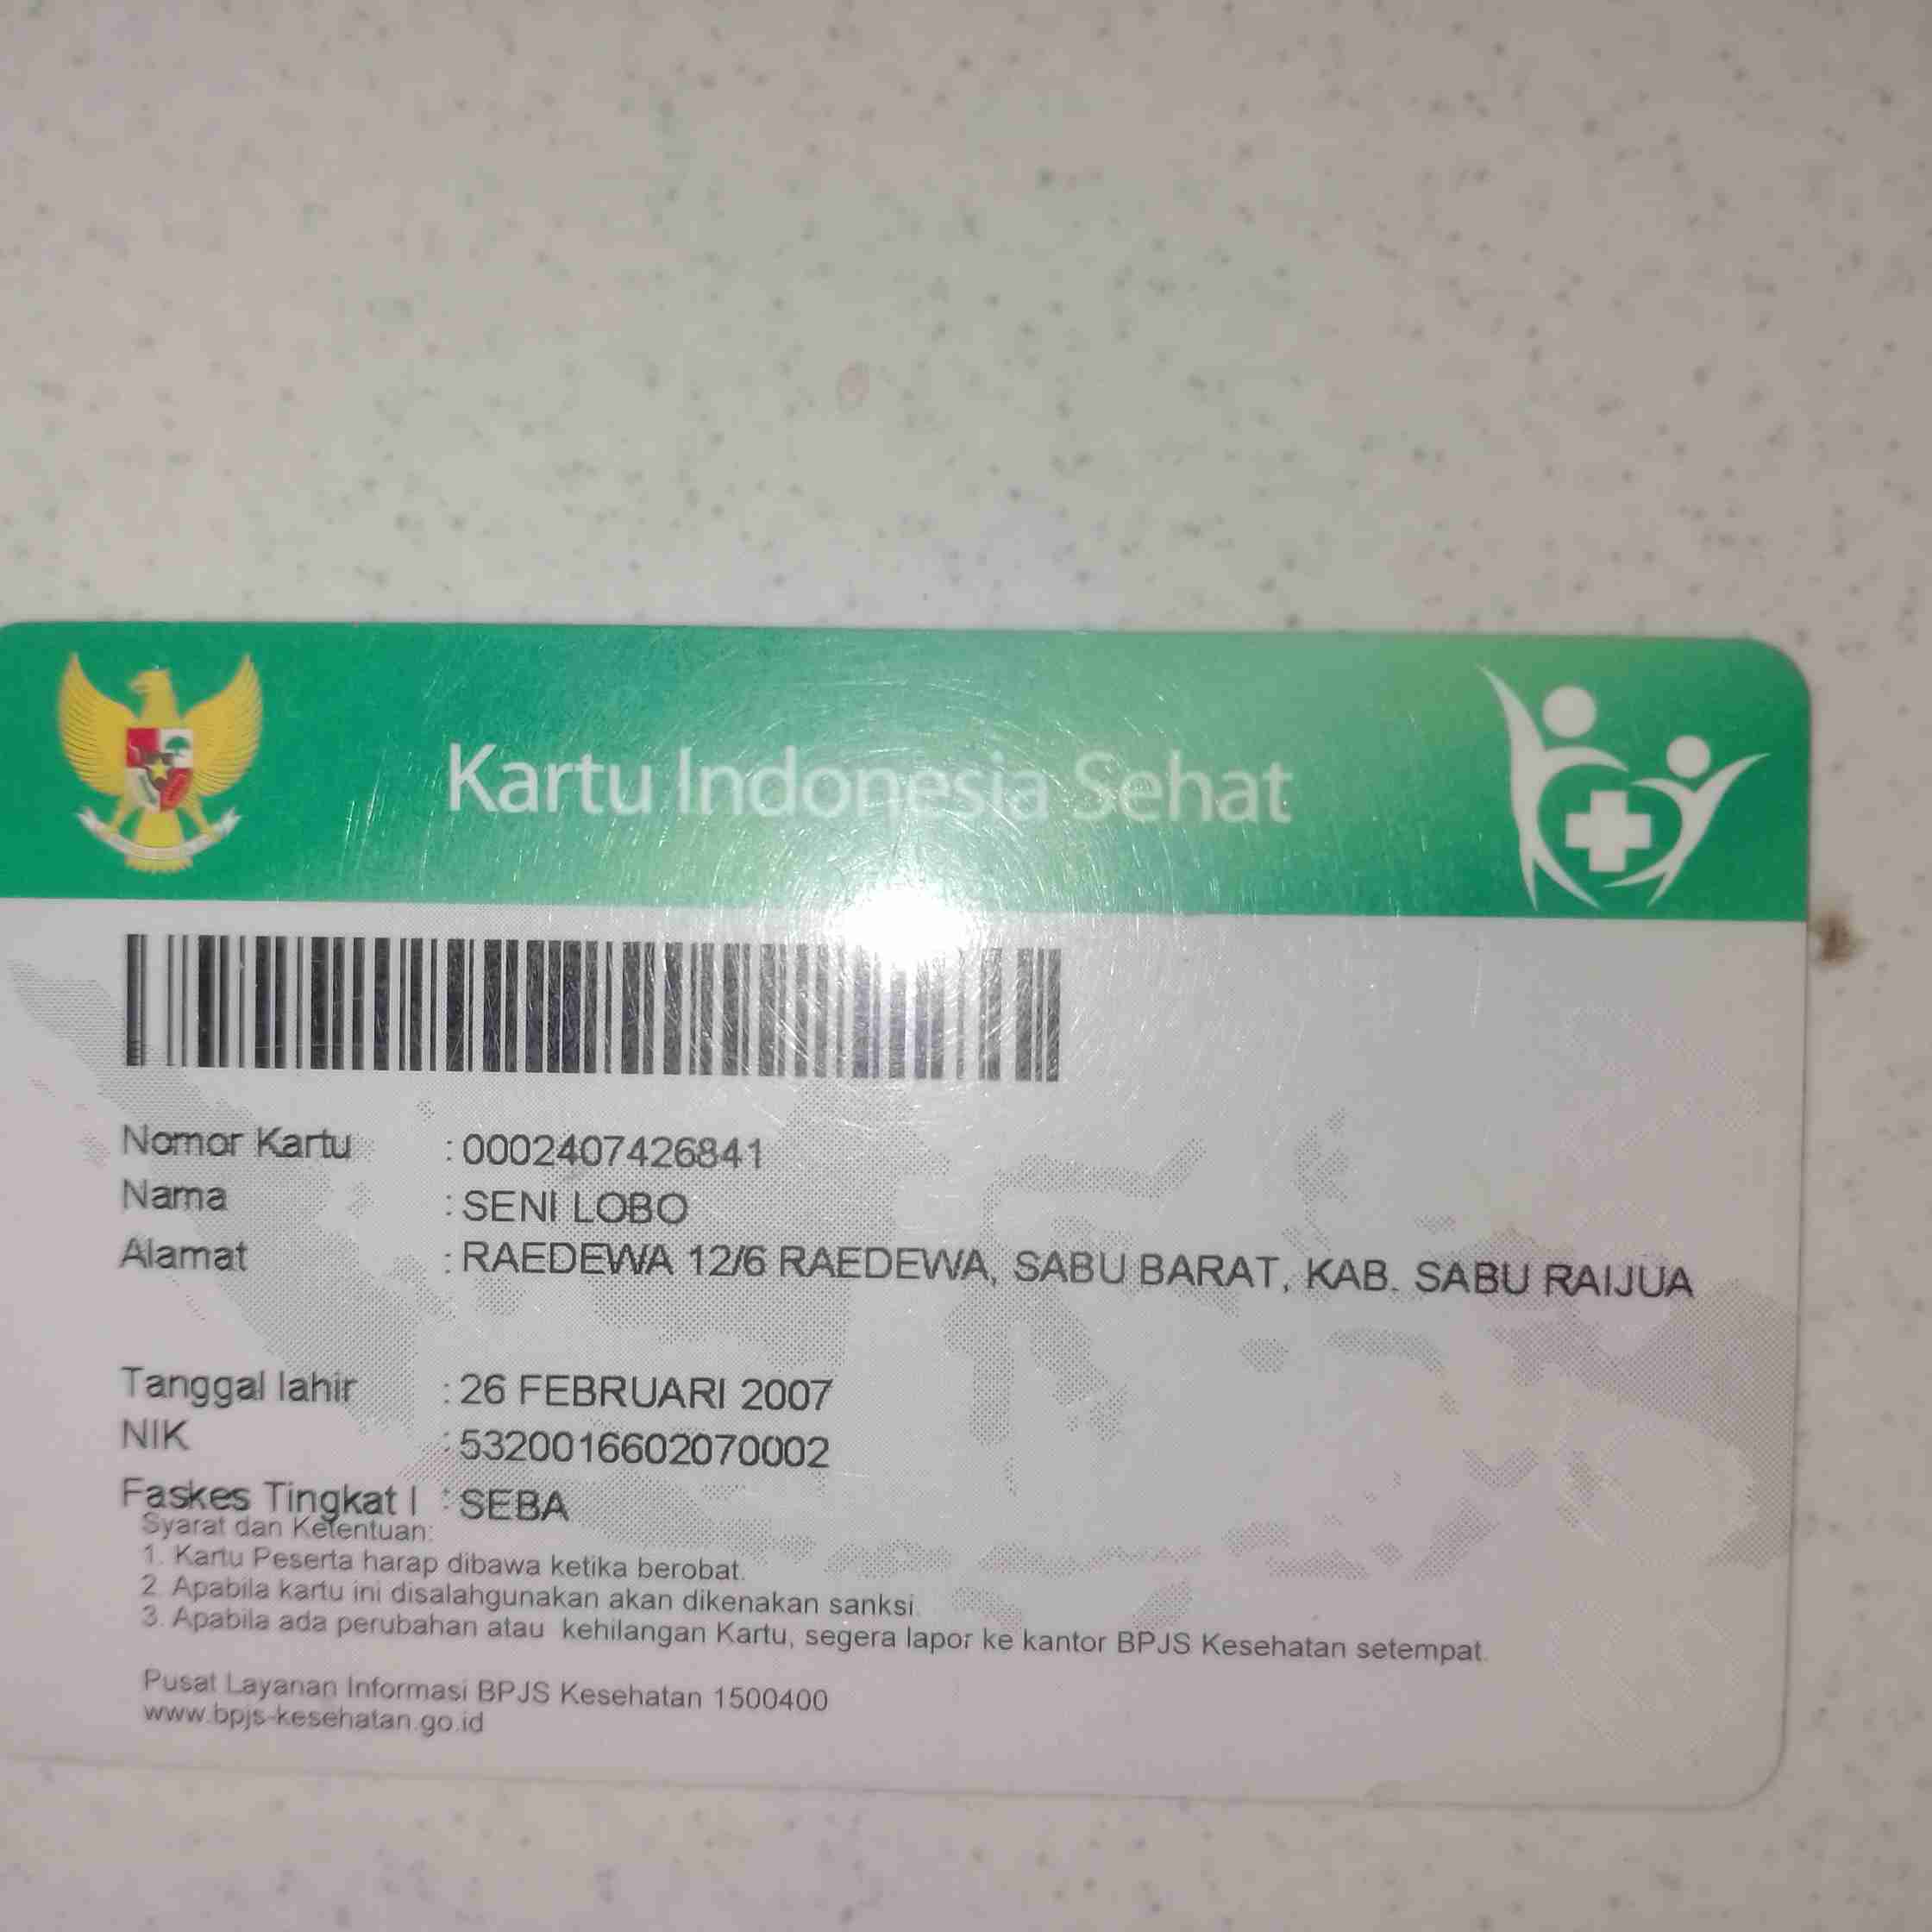 Kartu Indonesia Sehat
Nomor Kartu : 0002407426841
Nama : SENI LOBO
Alamat : RAEDEWA 12/6 RAEDEWA, SABU BARAT, KAB. SABU RAIJUA
Tanggal lahir : 26 FEBRUARI 2007
NIK : 5320016602070002
Faskes Tingkat I : SEBA
Syarat dan Ketentuan:
1. Kartu Peserta harap dibawa ketika berobat.
2. Apabila kartu ini disalahgunakan akan dikenakan sanksi.
3. Apabila ada perubahan atau kehilangan Kartu, segera lapor ke kantor BPJS Kesehatan setempat.
Pusat Layanan Informasi BPJS Kesehatan 1500400
www.bpjs-kesehatan.go.id